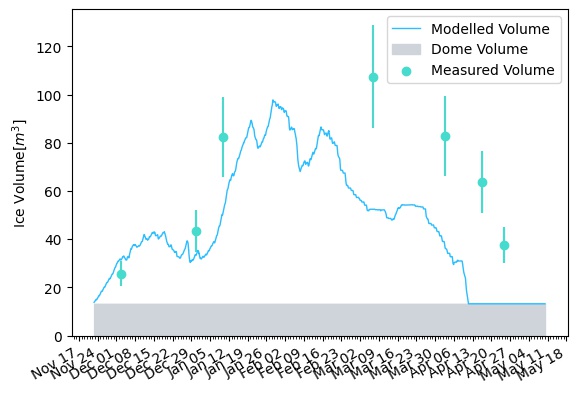 Modelled Volume
Dome Volume
Measured Volume
Ice Volume[m³]
120
100
80
60
40
20
0
Nov 17
Nov 24
Dec 01
Dec 08
Dec 15
Dec 22
Dec 29
Jan 05
Jan 12
Jan 19
Jan 26
Feb 02
Feb 09
Feb 16
Feb 23
Mar 02
Mar 09
Mar 16
Mar 23
Mar 30
Apr 06
Apr 13
Apr 20
Apr 27
May 04
May 11
May 18